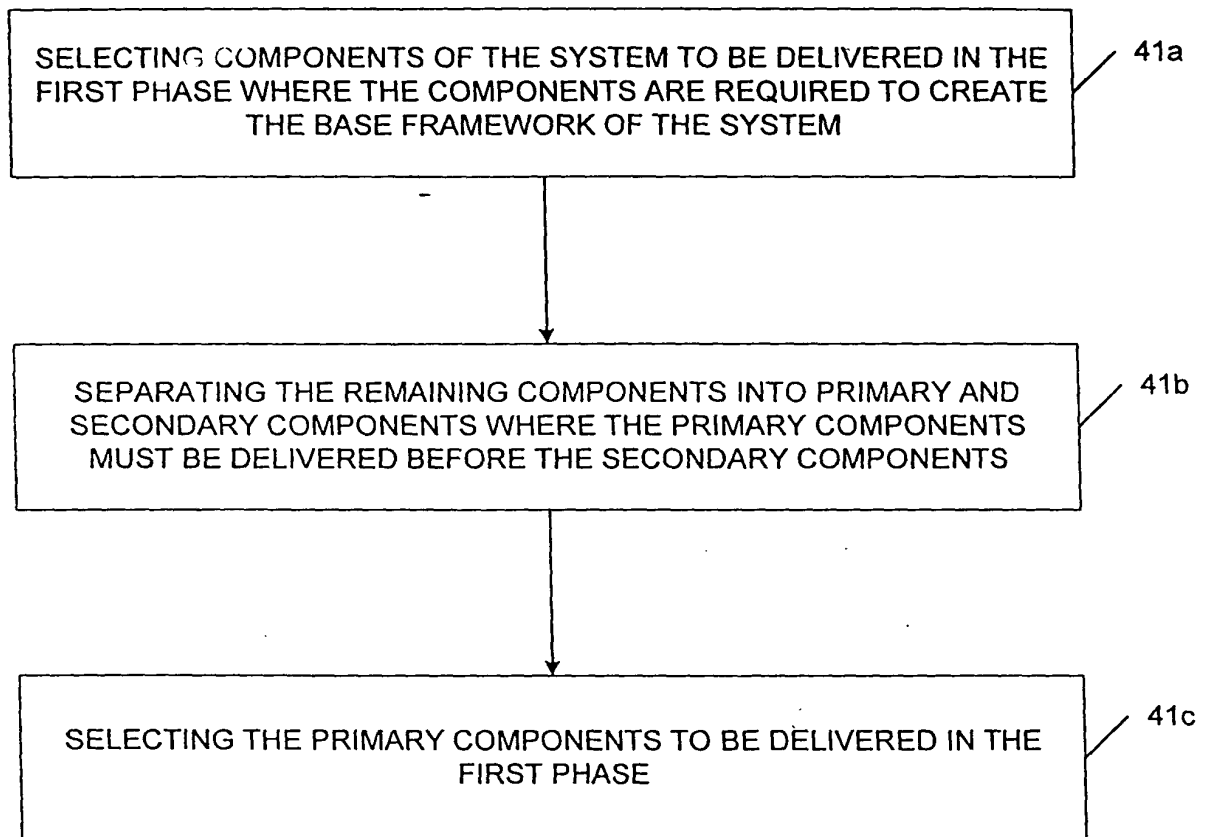 SELECTING COMPONENTS OF THE SYSTEM TO BE DELIVERED IN THE
FIRST PHASE WHERE THE COMPONENTS ARE REQUIRED TO CREATE
THE BASE FRAMEWORK OF THE SYSTEM
41a
SEPARATING THE REMAINING COMPONENTS INTO PRIMARY AND
SECONDARY COMPONENTS WHERE THE PRIMARY COMPONENTS
MUST BE DELIVERED BEFORE THE SECONDARY COMPONENTS
41b
SELECTING THE PRIMARY COMPONENTS TO BE DELIVERED IN THE
FIRST PHASE
41c